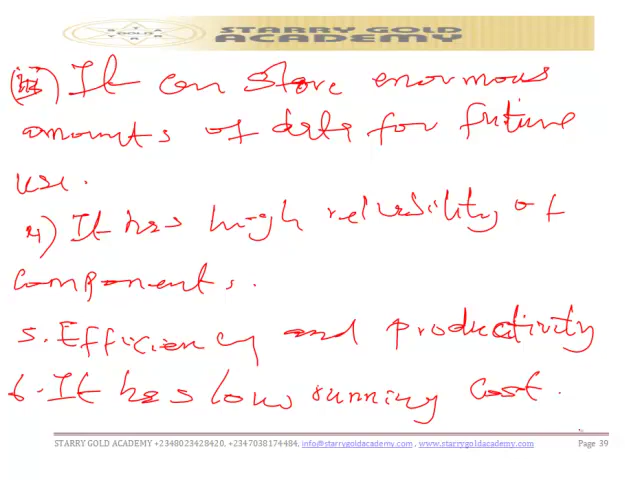 STARRY GOLD
ACADEMY
It can store enormous
amounts of data for future
use.
4) It has high reliability of
components.
5. Efficiency and productivity
6. It has low running cost.
STARRY GOLD ACADEMY +2348023428420, +2347038174484, info@starrygoldacademy.com , www.starrygoldacademy.com Page 39